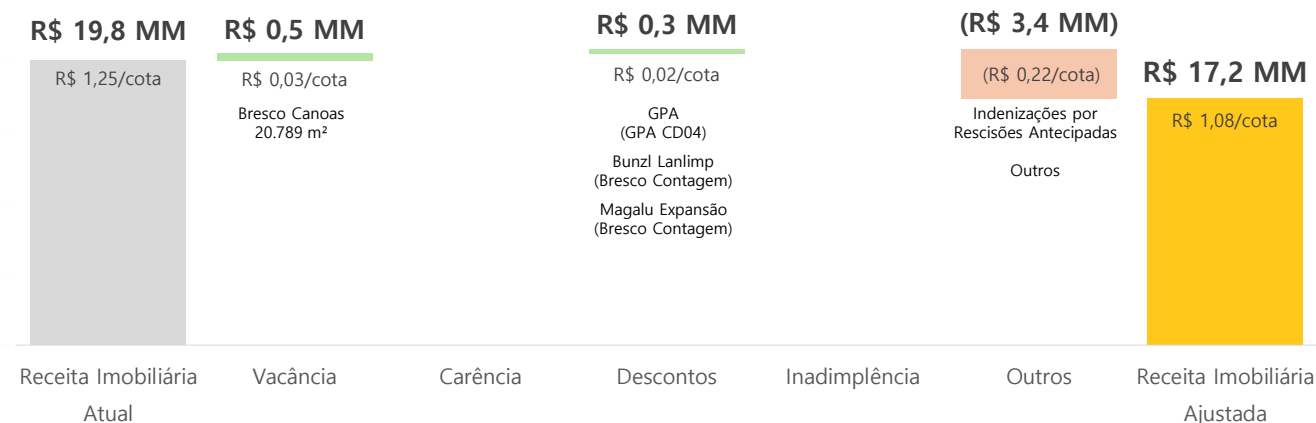 R$ 19,8 MM
R$ 1,25/cota
R$ 0,5 MM
R$ 0,03/cota
Bresco Canoas
20.789 m²
R$ 0,3 MM
R$ 0,02/cota
GPA
(GPA CD04)
Bunzl Lanlimp
(Bresco Contagem)
Magalu Expansão
(Bresco Contagem)
(R$ 3,4 MM)
(R$ 0,22/cota)
Indenizações por
Rescisões Antecipadas
Outros
R$ 17,2 MM
R$ 1,08/cota
Receita Imobiliária
Atual
Vacância
Carência
Descontos
Inadimplência
Outros
Receita Imobiliária
Ajustada